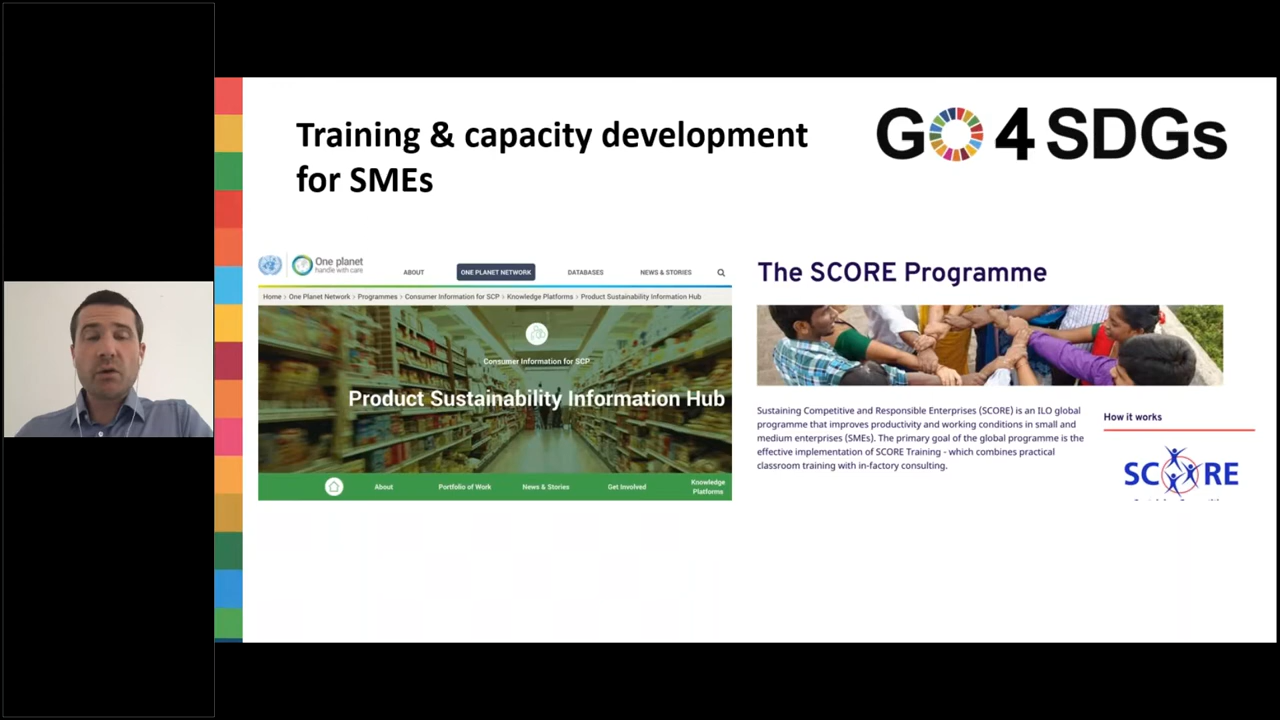 Training & capacity development
for SMEs
GO 4 SDGs
One planet
handle with care
ABOUT
ONE PLANET NETWORK
DATABASES
NEWS & STORIES
Home > One Planet Network > Programmes > Consumer Information for SCP > Knowledge Platforms > Product Sustainability Information Hub
Consumer Information for SCP
Product Sustainability Information Hub
About
Portfolio of Work
News & Stories
Get Involved
Knowledge
Platforms
The SCORE Programme
Sustaining Competitive and Responsible Enterprises (SCORE) is an ILO global
programme that improves productivity and working conditions in small and
medium enterprises (SMEs). The primary goal of the global programme is the
effective implementation of SCORE Training - which combines practical
classroom training with in-factory consulting.
How it works
SCORE